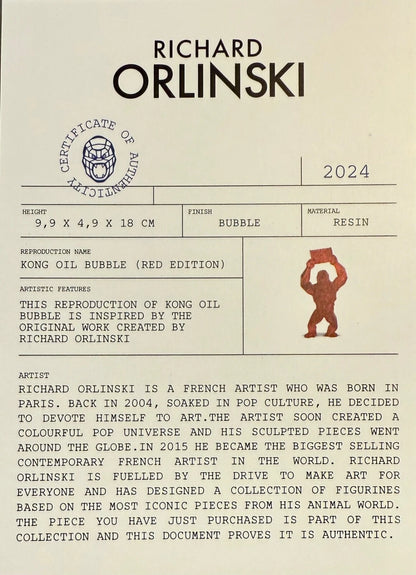 RICHARD
ORLINSKI
CERTIFICATE OF AUTHENTICITY
2024
HEIGHT
9,9 X 4,9 X 18 CM
FINISH
BUBBLE
MATERIAL
RESIN
REPRODUCTION NAME
KONG OIL BUBBLE (RED EDITION)
ARTISTIC FEATURES
THIS REPRODUCTION OF KONG OIL
BUBBLE IS INSPIRED BY THE
ORIGINAL WORK CREATED BY
RICHARD ORLINSKI
ARTIST
RICHARD ORLINSKI IS A FRENCH ARTIST WHO WAS BORN IN
PARIS. BACK IN 2004, SOAKED IN POP CULTURE, HE DECIDED
TO DEVOTE HIMSELF TO ART.THE ARTIST SOON CREATED A
COLOURFUL POP UNIVERSE AND HIS SCULPTED PIECES WENT
AROUND THE GLOBE.IN 2015 HE BECAME THE BIGGEST SELLING
CONTEMPORARY FRENCH ARTIST IN THE WORLD. RICHARD
ORLINSKI IS FUELLED BY THE DRIVE TO MAKE ART FOR
EVERYONE AND HAS DESIGNED A COLLECTION OF FIGURINES
BASED ON THE MOST ICONIC PIECES FROM HIS ANIMAL WORLD.
THE PIECE YOU HAVE JUST PURCHASED IS PART OF THIS
COLLECTION AND THIS DOCUMENT PROVES IT IS AUTHENTIC.